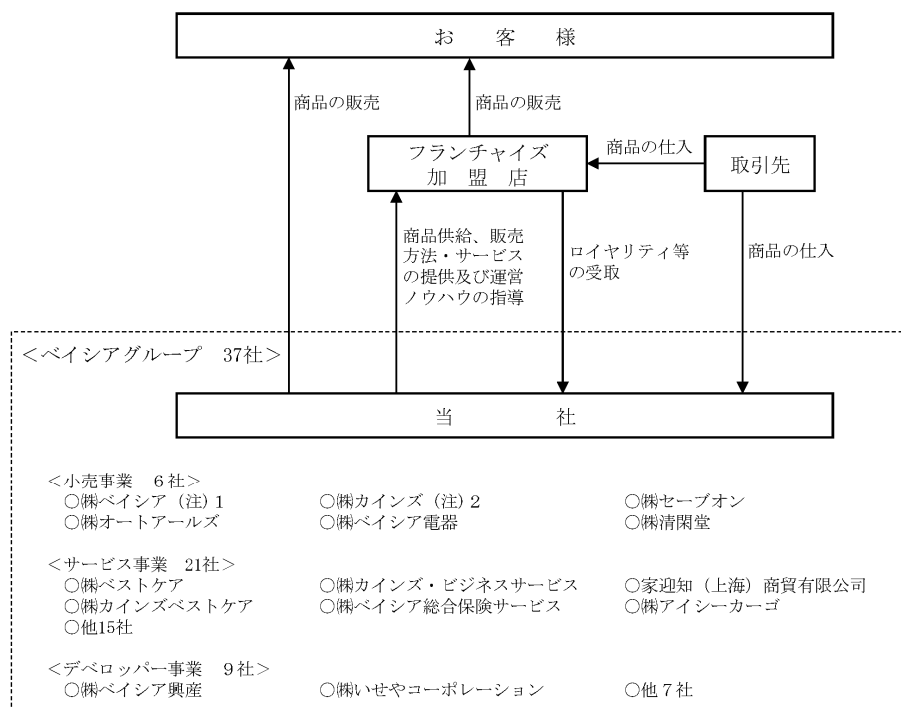 お　客　様
商品の販売
商品の販売
フランチャイズ
加　盟　店
商品の仕入
取引先
商品供給、販売
方法・サービス
の提供及び運営
ノウハウの指導
ロイヤリティ等
の受取
商品の仕入
＜ベイシアグループ　37社＞
当　社
＜小売事業　６社＞
○㈱ベイシア（注）１　○㈱カインズ（注）２　○㈱セーブオン
○㈱オートアールズ　○㈱ベイシア電器　○㈱清閑堂
＜サービス事業　21社＞
○㈱ベストケア　○㈱カインズ・ビジネスサービス　○家迎知（上海）商貿有限公司
○㈱カインズベストケア　○㈱ベイシア総合保険サービス　○㈱アイシーカーゴ
○他15社
＜デベロッパー事業　９社＞
○㈱ベイシア興産　○㈱いせやコーポレーション　○他７社